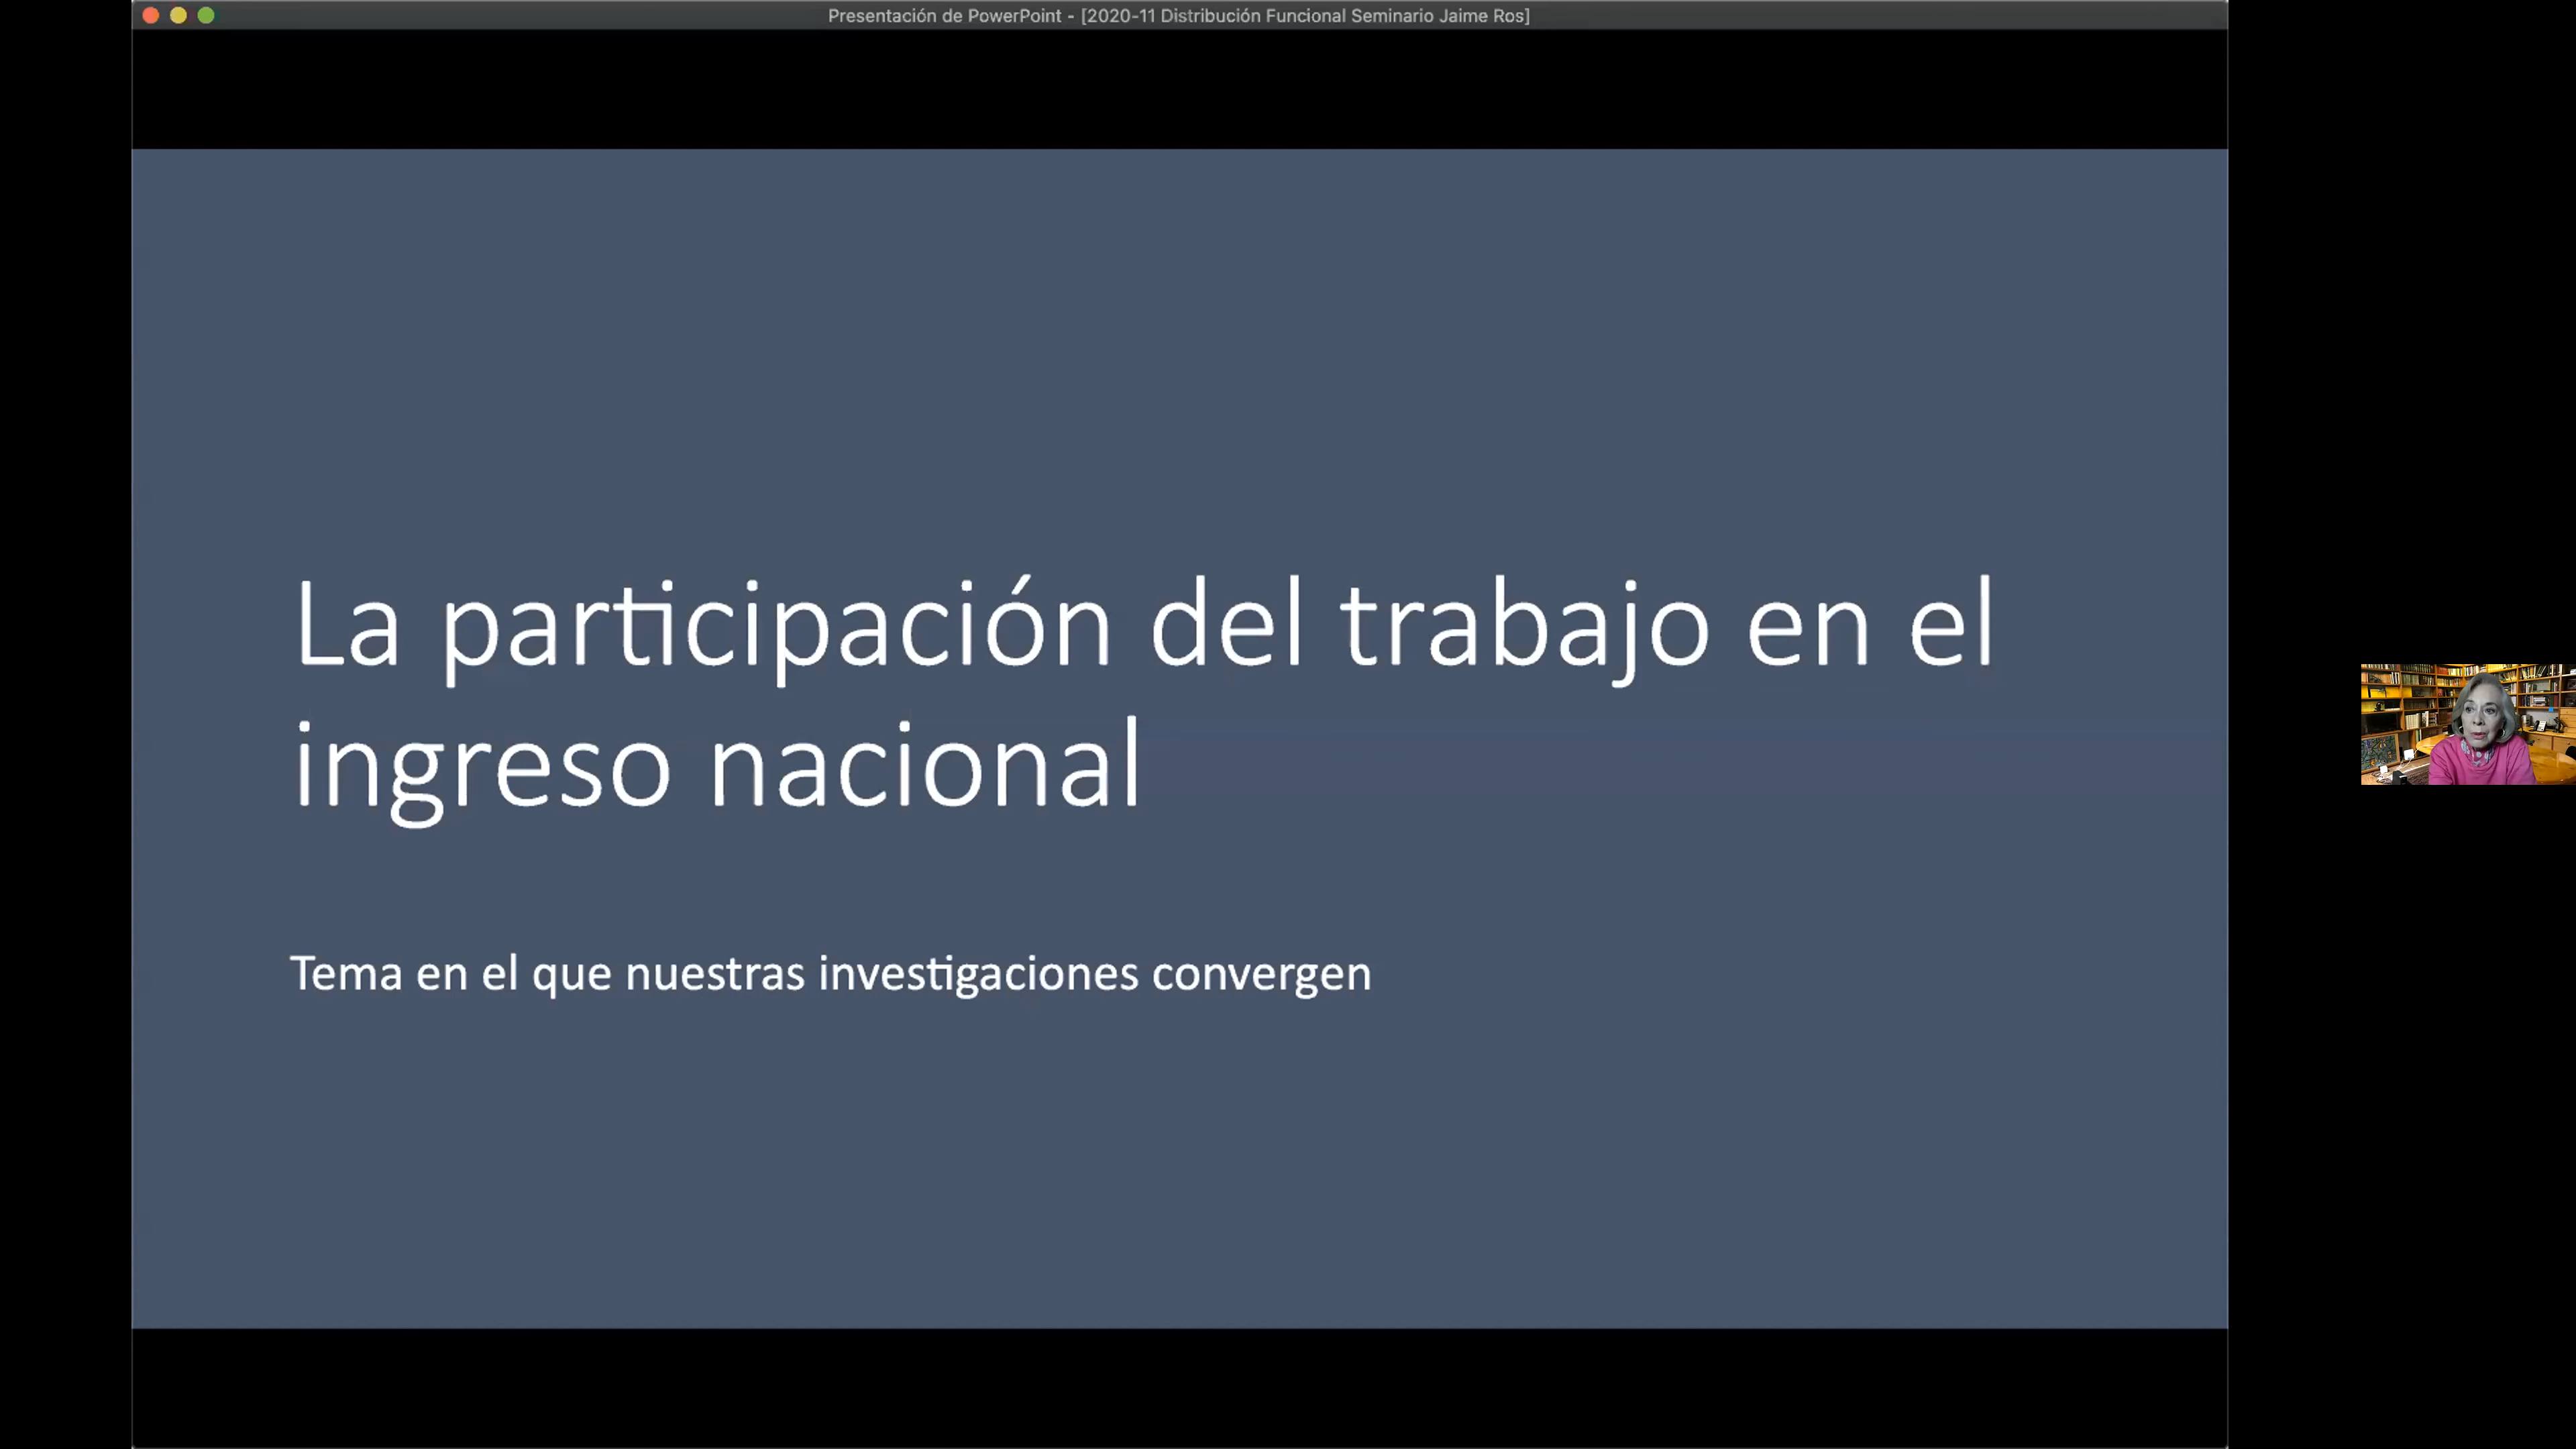 Presentación de PowerPoint - [2020-11 Distribución Funcional Seminario Jaime Ros]
La participación del trabajo en el
ingreso nacional
Tema en el que nuestras investigaciones convergen